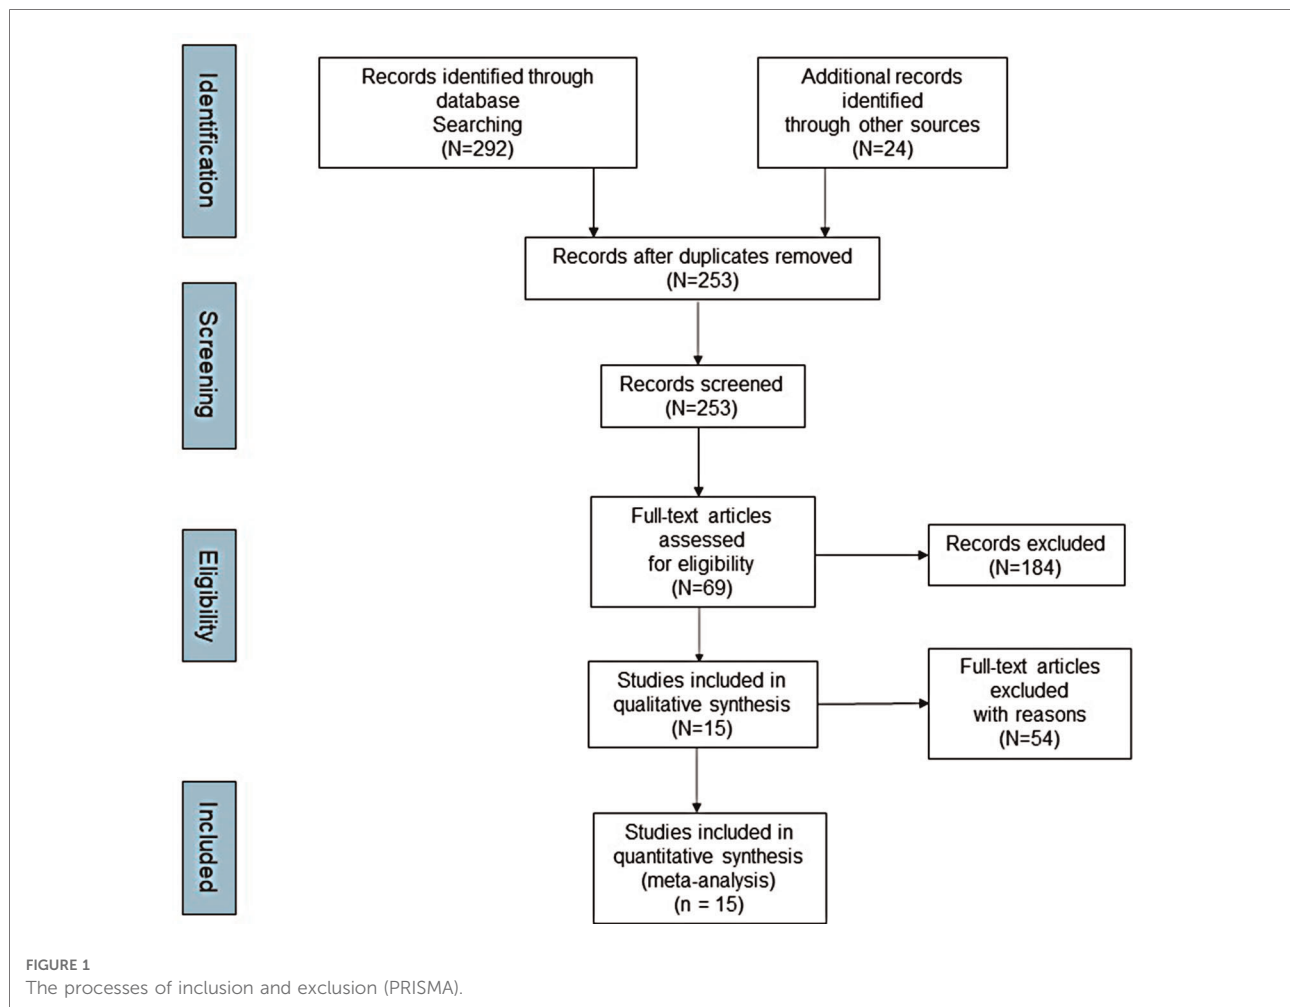 Identification
Records identified through
database
Searching
(N=292)
Additional records
identified
through other sources
(N=24)
Records after duplicates removed
(N=253)
Screening
Records screened
(N=253)
Eligibility
Full-text articles
assessed
for eligibility
(N=69)
Records excluded
(N=184)
Studies included in
qualitative synthesis
(N=15)
Full-text articles
excluded
with reasons
(N=54)
Included
Studies included in
quantitative synthesis
(meta-analysis)
(n = 15)
FIGURE 1
The processes of inclusion and exclusion (PRISMA).